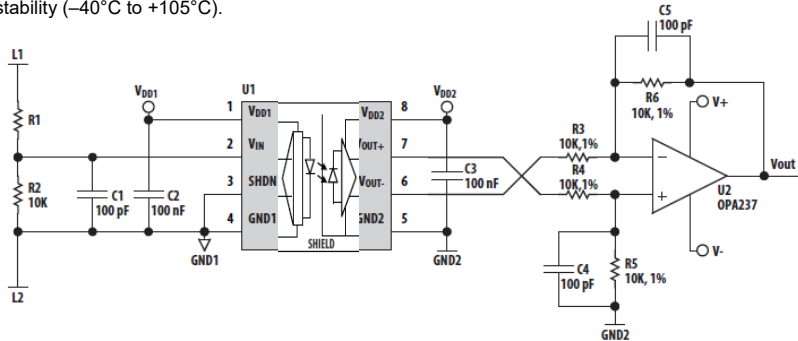 stability (–40°C to +105°C).
C5
100 pF
L1
R6
10K, 1%
V+
VDD1
U1
VDD2
R1
1
VDD1
VDD2
8
2
VIN
OUT+
7
R3
10K,1%
R4
10K,1%
Vout
U2
OPA237
R2
10K
C1
100 pF
C2
100 nF
3
SHDN
VOUT-
6
C3
100 nF
4
GND1
GND2
5
SHIELD
GND1
GND2
V-
C4
100 pF
R5
10K, 1%
L2
GND2